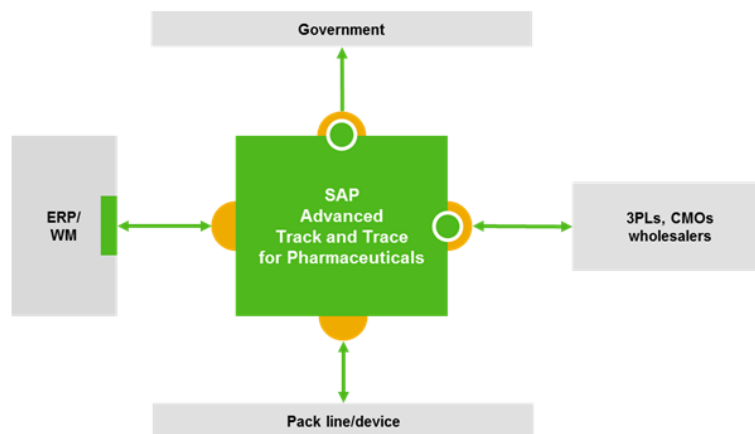 Government
SAP
Advanced
Track and Trace
for Pharmaceuticals
ERP/
WM
3PLs, CMOs
wholesalers
Pack line/device